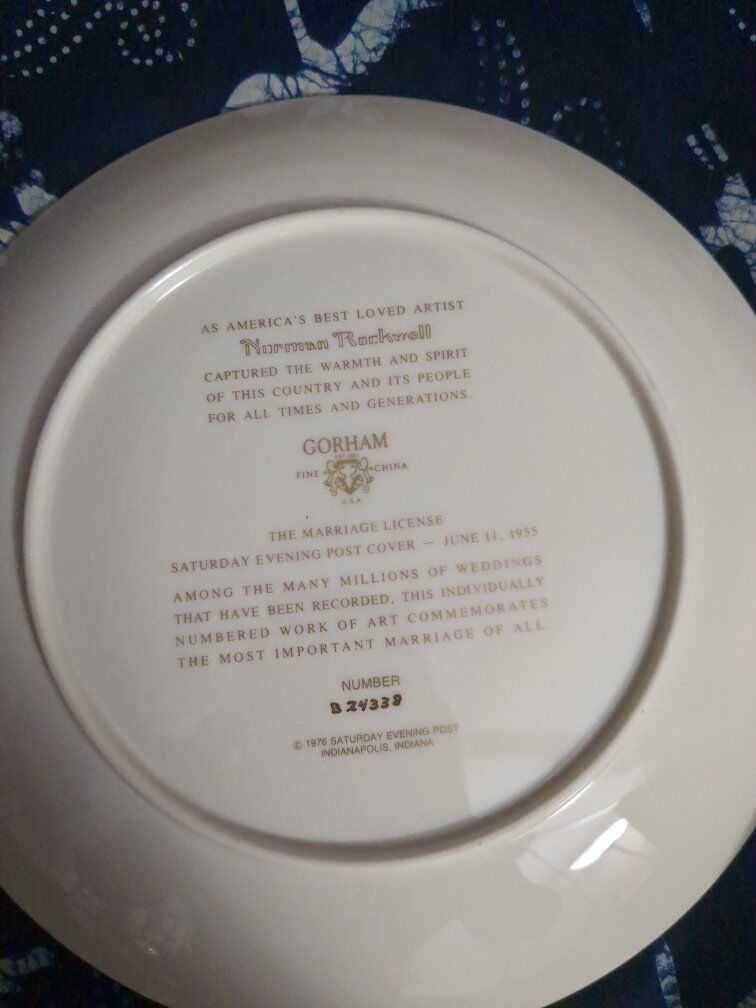 AS AMERICA'S BEST LOVED ARTIST
Norman Rockwell
CAPTURED THE WARMTH AND SPIRIT
OF THIS COUNTRY AND ITS PEOPLE
FOR ALL TIMES AND GENERATIONS.
GORHAM
EST. 1831
FINE CHINA
U.S.A.
THE MARRIAGE LICENSE
SATURDAY EVENING POST COVER — JUNE 11, 1955
AMONG THE MANY MILLIONS OF WEDDINGS
THAT HAVE BEEN RECORDED, THIS INDIVIDUALLY
NUMBERED WORK OF ART COMMEMORATES
THE MOST IMPORTANT MARRIAGE OF ALL.
NUMBER
B 24338
© 1976 SATURDAY EVENING POST
INDIANAPOLIS, INDIANA